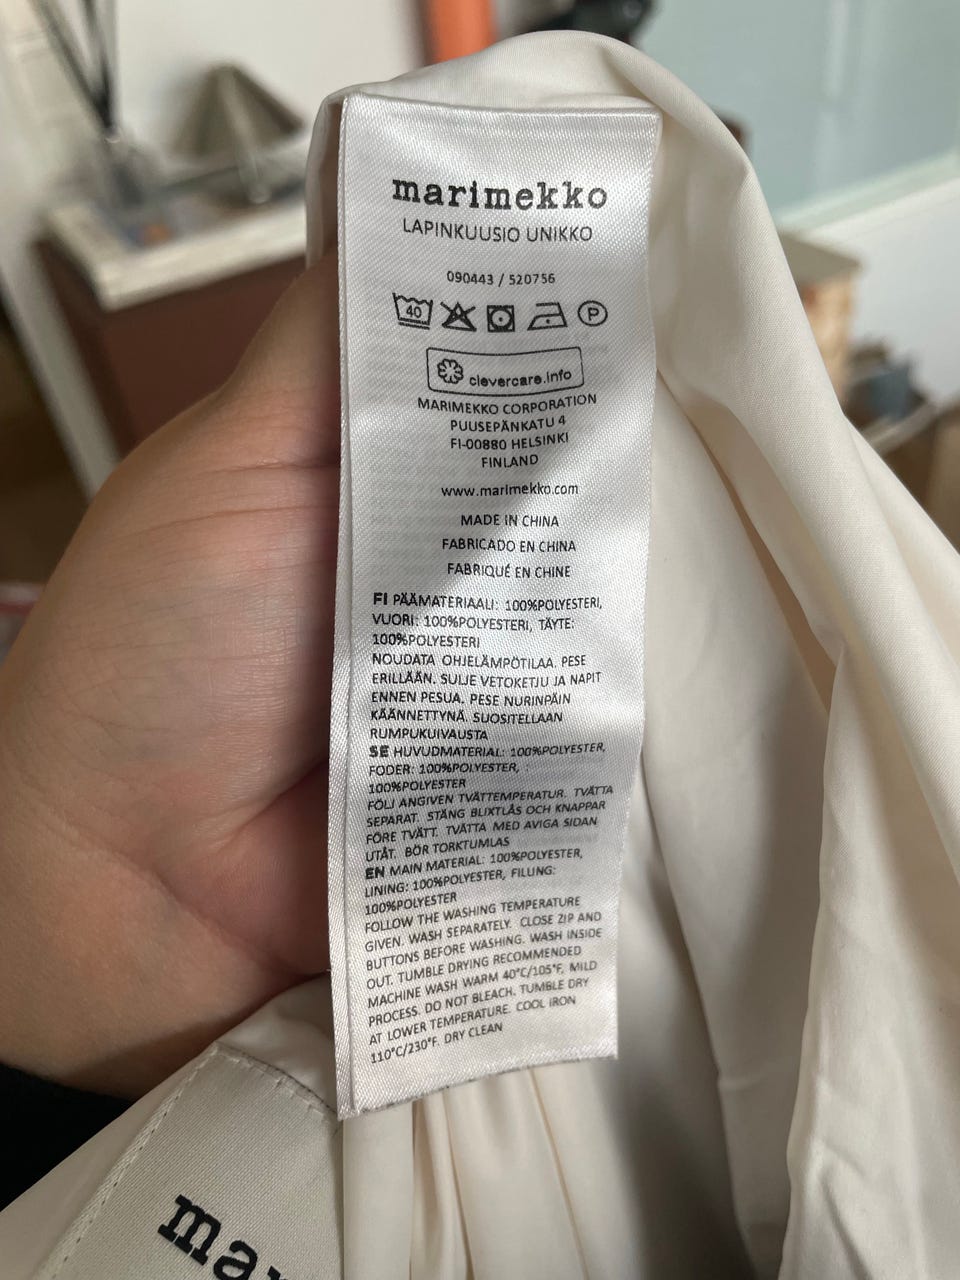 marimekko
LAPINKUUSIO UNIKKO
090443 / 520756
40 P
clevercare.info
MARIMEKKO CORPORATION
PUUSEPÄNKATU 4
FI-00880 HELSINKI
FINLAND
www.marimekko.com
MADE IN CHINA
FABRICADO EN CHINA
FABRIQUÉ EN CHINE
FI PÄÄMATERIAALI: 100%POLYESTERI,
VUORI: 100%POLYESTERI, TÄYTE:
100%POLYESTERI
NOUDATA OHJELÄMPÖTILAA. PESE
ERILLÄÄN. SULJE VETOKETJU JA NAPIT
ENNEN PESUA. PESE NURINPÄIN
KÄÄNNETTYNÄ. SUOSITELLAAN
RUMPUKUIVAUSTA
SE HUVUDMATERIAL: 100%POLYESTER,
FODER: 100%POLYESTER, :
100%POLYESTER
FÖLJ ANGIVEN TVÄTTEMPERATUR. TVÄTTA
SEPARAT. STÄNG BLIXTLÅS OCH KNAPPAR
FÖRE TVÄTT. TVÄTTA MED AVIGA SIDAN
UTÅT. BÖR TORKTUMLAS
EN MAIN MATERIAL: 100%POLYESTER,
LINING: 100%POLYESTER, FILLING:
100%POLYESTER
FOLLOW THE WASHING TEMPERATURE
GIVEN. WASH SEPARATELY. CLOSE ZIP AND
BUTTONS BEFORE WASHING. WASH INSIDE
OUT. TUMBLE DRYING RECOMMENDED
MACHINE WASH WARM 40°C/105°F, MILD
PROCESS. DO NOT BLEACH. TUMBLE DRY
AT LOWER TEMPERATURE. COOL IRON
110°C/230°F. DRY CLEAN
mar